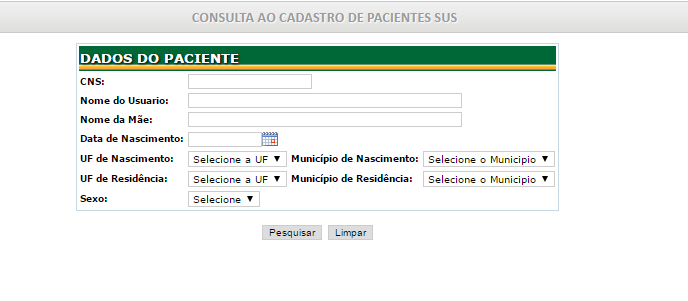 CONSULTA AO CADASTRO DE PACIENTES SUS
DADOS DO PACIENTE
CNS:
Nome do Usuario:
Nome da Mãe:
Data de Nascimento:
UF de Nascimento: Selecione a UF Município de Nascimento: Selecione o Municipio
UF de Residência: Selecione a UF Município de Residência: Selecione o Municipio
Sexo: Selecione
Pesquisar Limpar